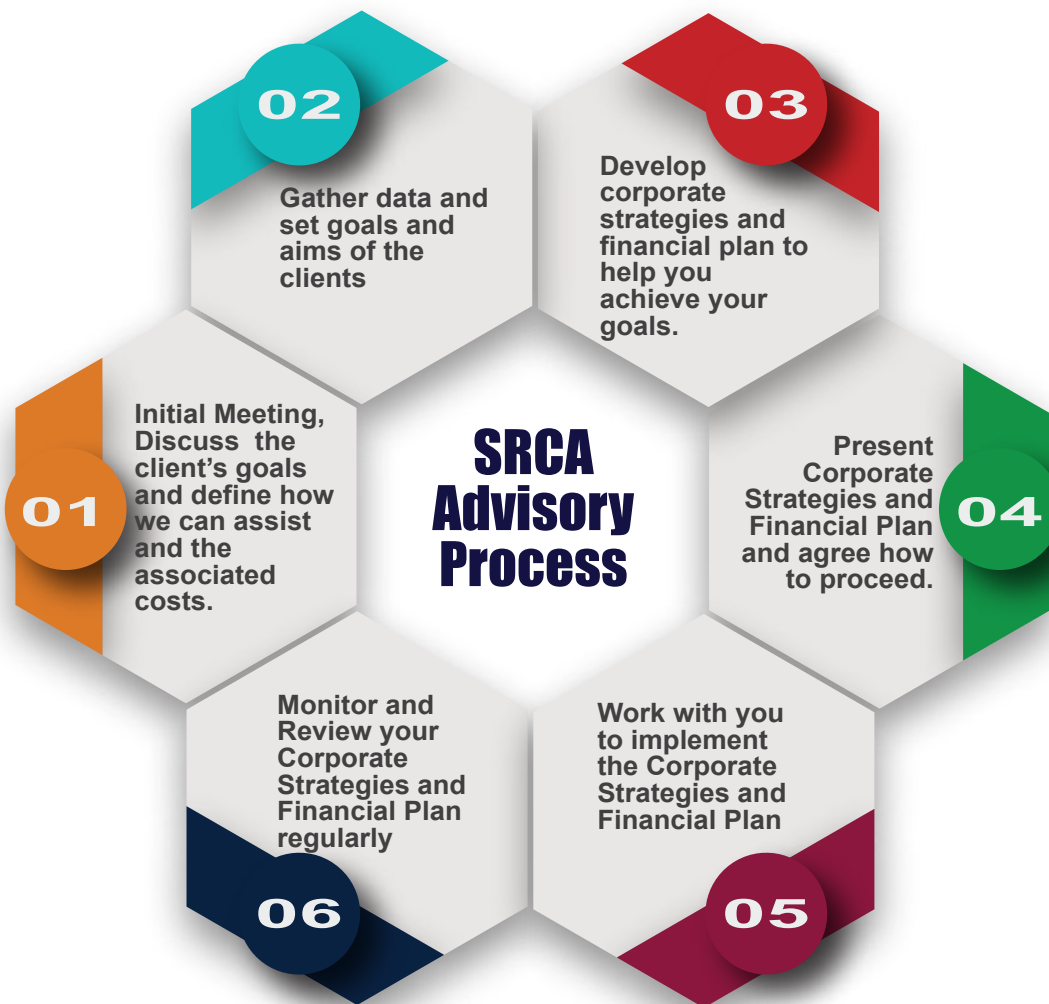 SRCA
Advisory
Process
01
Initial Meeting,
Discuss  the
client's goals
and define how
we can assist
and the
associated
costs.
02
Gather data and
set goals and
aims of the
clients
03
Develop
corporate
strategies and
financial plan to
help you
achieve your
goals.
04
Present
Corporate
Strategies and
Financial Plan
and agree how
to proceed.
05
Work with you
to implement
the Corporate
Strategies and
Financial Plan
06
Monitor and
Review your
Corporate
Strategies and
Financial Plan
regularly